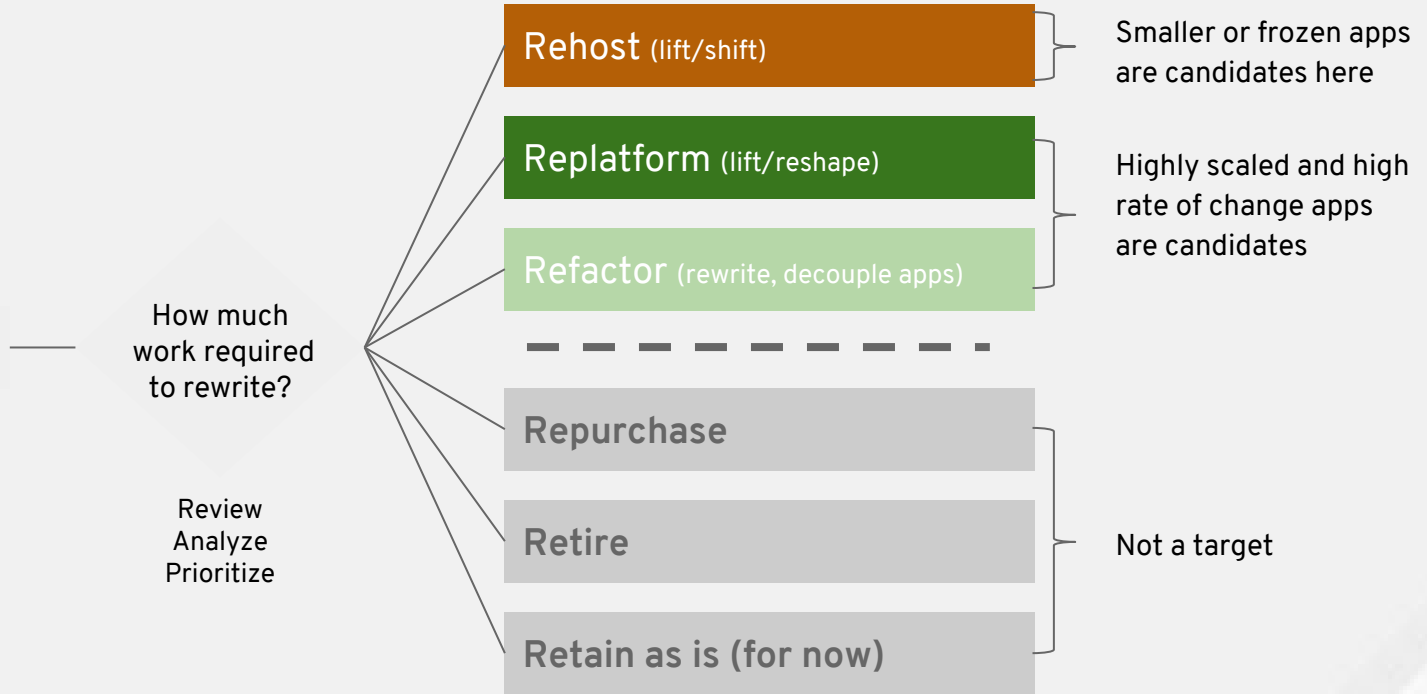 Rehost (lift/shift)
Smaller or frozen apps
are candidates here
Replatform (lift/reshape)
Highly scaled and high
rate of change apps
are candidates
Refactor (rewrite, decouple apps)
How much
work required
to rewrite?
Review
Analyze
Prioritize
Repurchase
Retire
Not a target
Retain as is (for now)